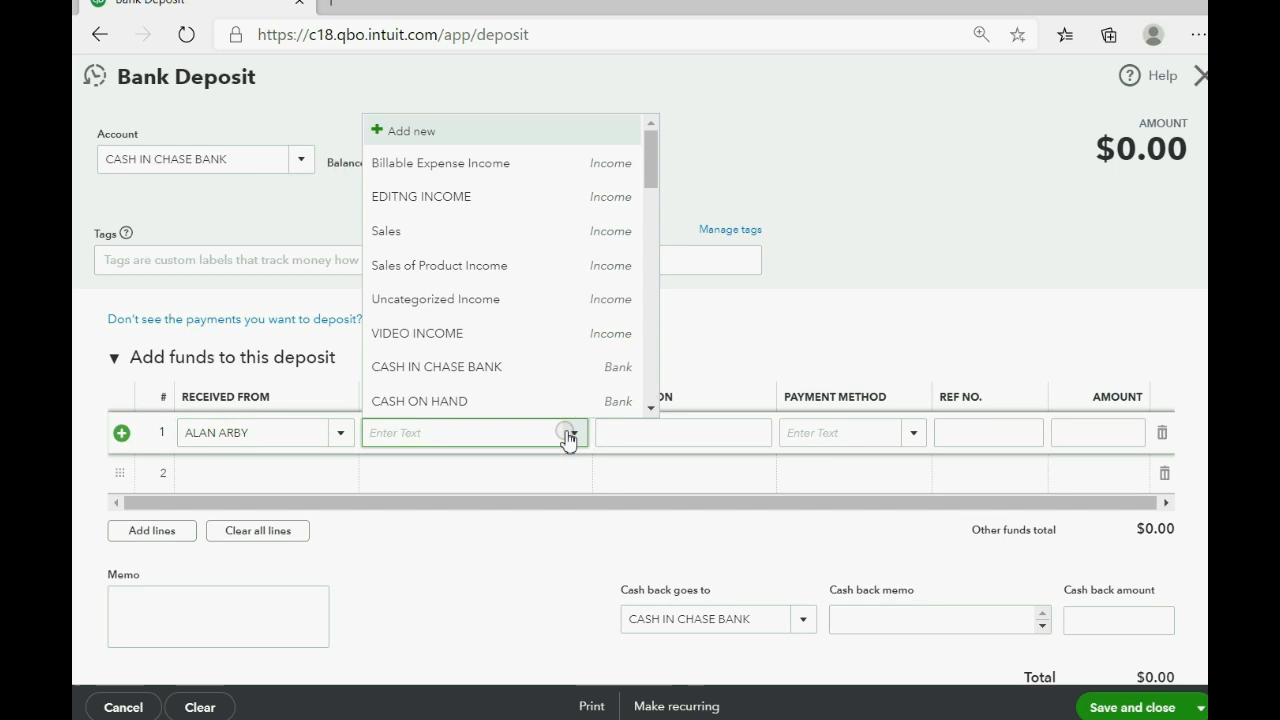 Bank Deposit
https://c18.qbo.intuit.com/app/deposit
Bank Deposit
Help
Account
CASH IN CHASE BANK
Balance
AMOUNT
$0.00
Tags
Manage tags
Tags are custom labels that track money how
Add new
Billable Expense Income Income
EDITNG INCOME Income
Sales Income
Sales of Product Income Income
Uncategorized Income Income
VIDEO INCOME Income
CASH IN CHASE BANK Bank
CASH ON HAND Bank
Don't see the payments you want to deposit?
Add funds to this deposit
# RECEIVED FROM ON PAYMENT METHOD REF NO. AMOUNT
1 ALAN ARBY Enter Text Enter Text
2
Add lines Clear all lines Other funds total $0.00
Memo
Cash back goes to Cash back memo Cash back amount
CASH IN CHASE BANK
Total $0.00
Cancel Clear Print Make recurring Save and close